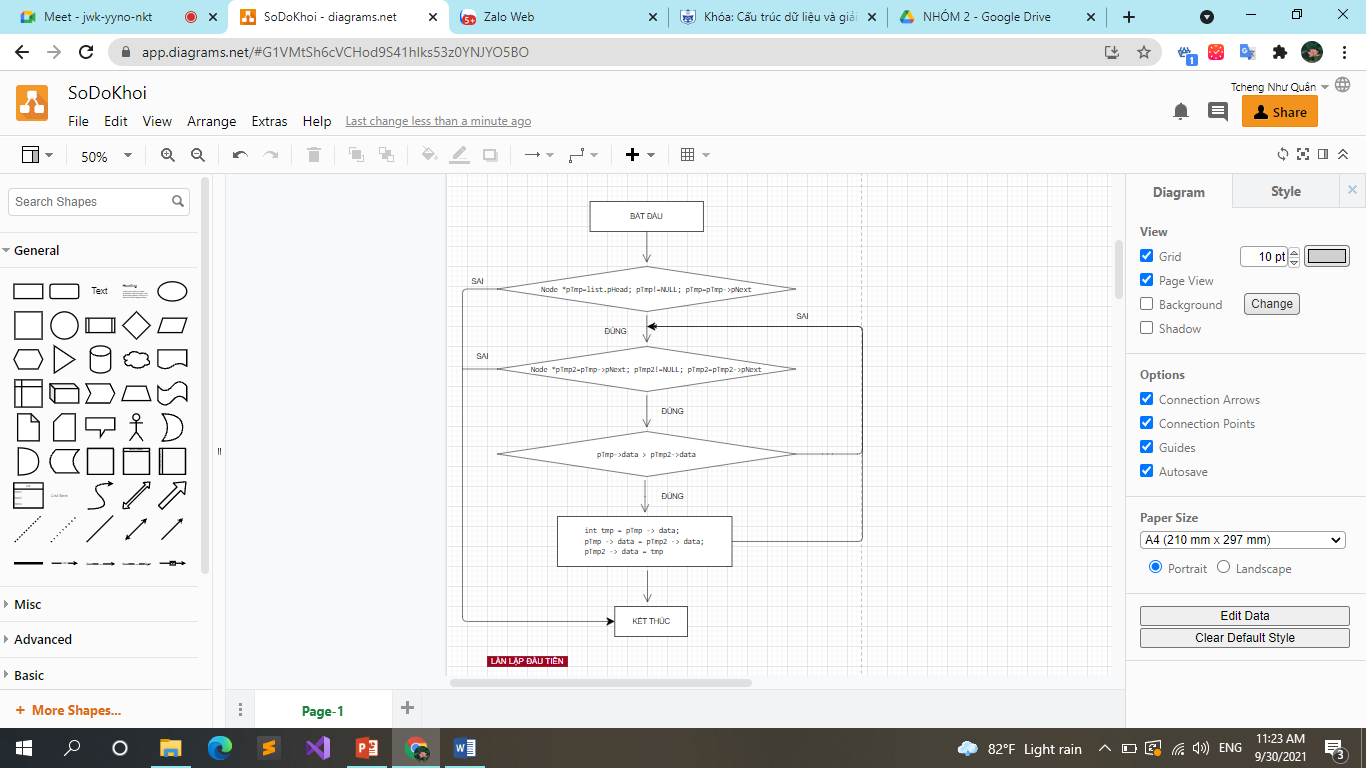 Meet - jwk-yyno-nkt
SoDoKhoi - diagrams.net
5+
Zalo Web
Khóa: Cấu trúc dữ liệu và giải
NHÓM 2 - Google Drive
app.diagrams.net/#G1VMtSh6cVCHod9S41hIks53z0YNJYO5BO
1
SoDoKhoi
Tcheng Như Quân
File Edit View Arrange Extras Help Last change less than a minute ago
Share
50%
Search Shapes
General
Text
Heading
List Item
Misc
Advanced
Basic
+ More Shapes...
BẮT ĐẦU
SAI
Node *pTmp=list.pHead; pTmp!=NULL; pTmp=pTmp->pNext
SAI
ĐÚNG
SAI
Node *pTmp2=pTmp->pNext; pTmp2!=NULL; pTmp2=pTmp2->pNext
ĐÚNG
pTmp->data > pTmp2->data
ĐÚNG
int tmp = pTmp -> data;
pTmp -> data = pTmp2 -> data;
pTmp2 -> data = tmp
KẾT THÚC
LẦN LẶP ĐẦU TIÊN
Page-1
Diagram Style
View
Grid 10 pt
Page View
Background Change
Shadow
Options
Connection Arrows
Connection Points
Guides
Autosave
Paper Size
A4 (210 mm x 297 mm)
Portrait Landscape
Edit Data
Clear Default Style
82°F Light rain
ENG
11:23 AM
9/30/2021
3